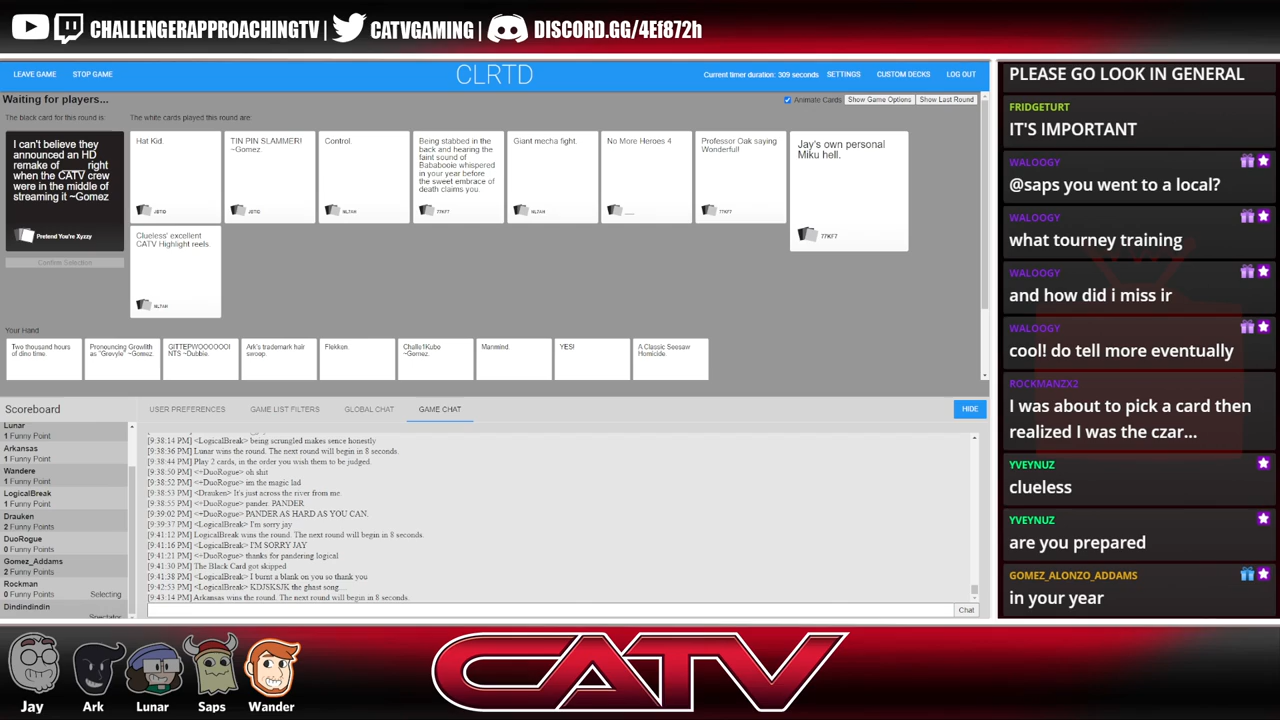 CHALLENGERAPPROACHINGTV | CATVGAMING | DISCORD.GG/4Ef872h
LEAVE GAME STOP GAME CLRTD Current timer duration: 309 seconds SETTINGS CUSTOM DECKS LOG OUT
Waiting for players...
Animate Cards Show Game Options Show Last Round
The black card for this round is:
The white cards played this round are:
I can't believe they
announced an HD
remake of ____ right
when the CATV crew
were in the middle of
streaming it ~Gomez
Pretend You're Xyzzy
Confirm Selection
Hat Kid.
JBTG
TIN PIN SLAMMER!
~Gomez.
JBTG
Control.
NL7AH
Being stabbed in the
back and hearing the
faint sound of
Bababooie whispered
in your year before
the sweet embrace of
death claims you.
77KF7
Giant mecha fight.
NL7AH
No More Heroes 4
____
Professor Oak saying
Wonderful!
77KF7
Jay's own personal
Miku hell.
77KF7
Clueless' excellent
CATV Highlight reels.
NL7AH
Your Hand
Two thousand hours
of dino time.
Pronouncing Growlith
as "Grovyle" ~Gomez.
GITTEPWOOOOOOI
NTS ~Dubbie.
Ark's trademark hair
swoop.
Flekken.
Challe1Kubo
~Gomez.
Manmind.
YES!
A Classic Seesaw
Homicide.
Scoreboard
Lunar
1 Funny Point
Arkansas
1 Funny Point
Wandere
1 Funny Point
LogicalBreak
1 Funny Point
Drauken
2 Funny Points
DuoRogue
0 Funny Points
Gomez_Addams
2 Funny Points
Rockman
0 Funny Points Selecting
Dindindindin
Spectator
USER PREFERENCES GAME LIST FILTERS GLOBAL CHAT GAME CHAT HIDE
[9:38:14 PM] <LogicalBreak> being scrungled makes sence honestly
[9:38:36 PM] Lunar wins the round. The next round will begin in 8 seconds.
[9:38:44 PM] Play 2 cards, in the order you wish them to be judged.
[9:38:50 PM] <+DuoRogue> oh shit
[9:38:52 PM] <+DuoRogue> im the magic lad
[9:38:53 PM] <Drauken> It's just across the river from me.
[9:38:55 PM] <+DuoRogue> pander. PANDER
[9:39:02 PM] <+DuoRogue> PANDER AS HARD AS YOU CAN.
[9:39:37 PM] <LogicalBreak> I'm sorry jay
[9:41:12 PM] LogicalBreak wins the round. The next round will begin in 8 seconds.
[9:41:16 PM] <LogicalBreak> I'M SORRY JAY
[9:41:21 PM] <+DuoRogue> thanks for pandering logical
[9:41:30 PM] The Black Card got skipped
[9:41:38 PM] <LogicalBreak> I burnt a blank on you so thank you
[9:42:53 PM] <LogicalBreak> KDJSKSJK the ghast song....
[9:43:14 PM] Arkansas wins the round. The next round will begin in 8 seconds.
Chat
PLEASE GO LOOK IN GENERAL
FRIDGETURT
IT'S IMPORTANT
WALOOGY
@saps you went to a local?
WALOOGY
what tourney training
WALOOGY
and how did i miss ir
WALOOGY
cool! do tell more eventually
ROCKMANZX2
I was about to pick a card then
realized I was the czar...
YVEYNUZ
clueless
YVEYNUZ
are you prepared
GOMEZ_ALONZO_ADDAMS
in your year
Jay Ark Lunar Saps Wander
CATV